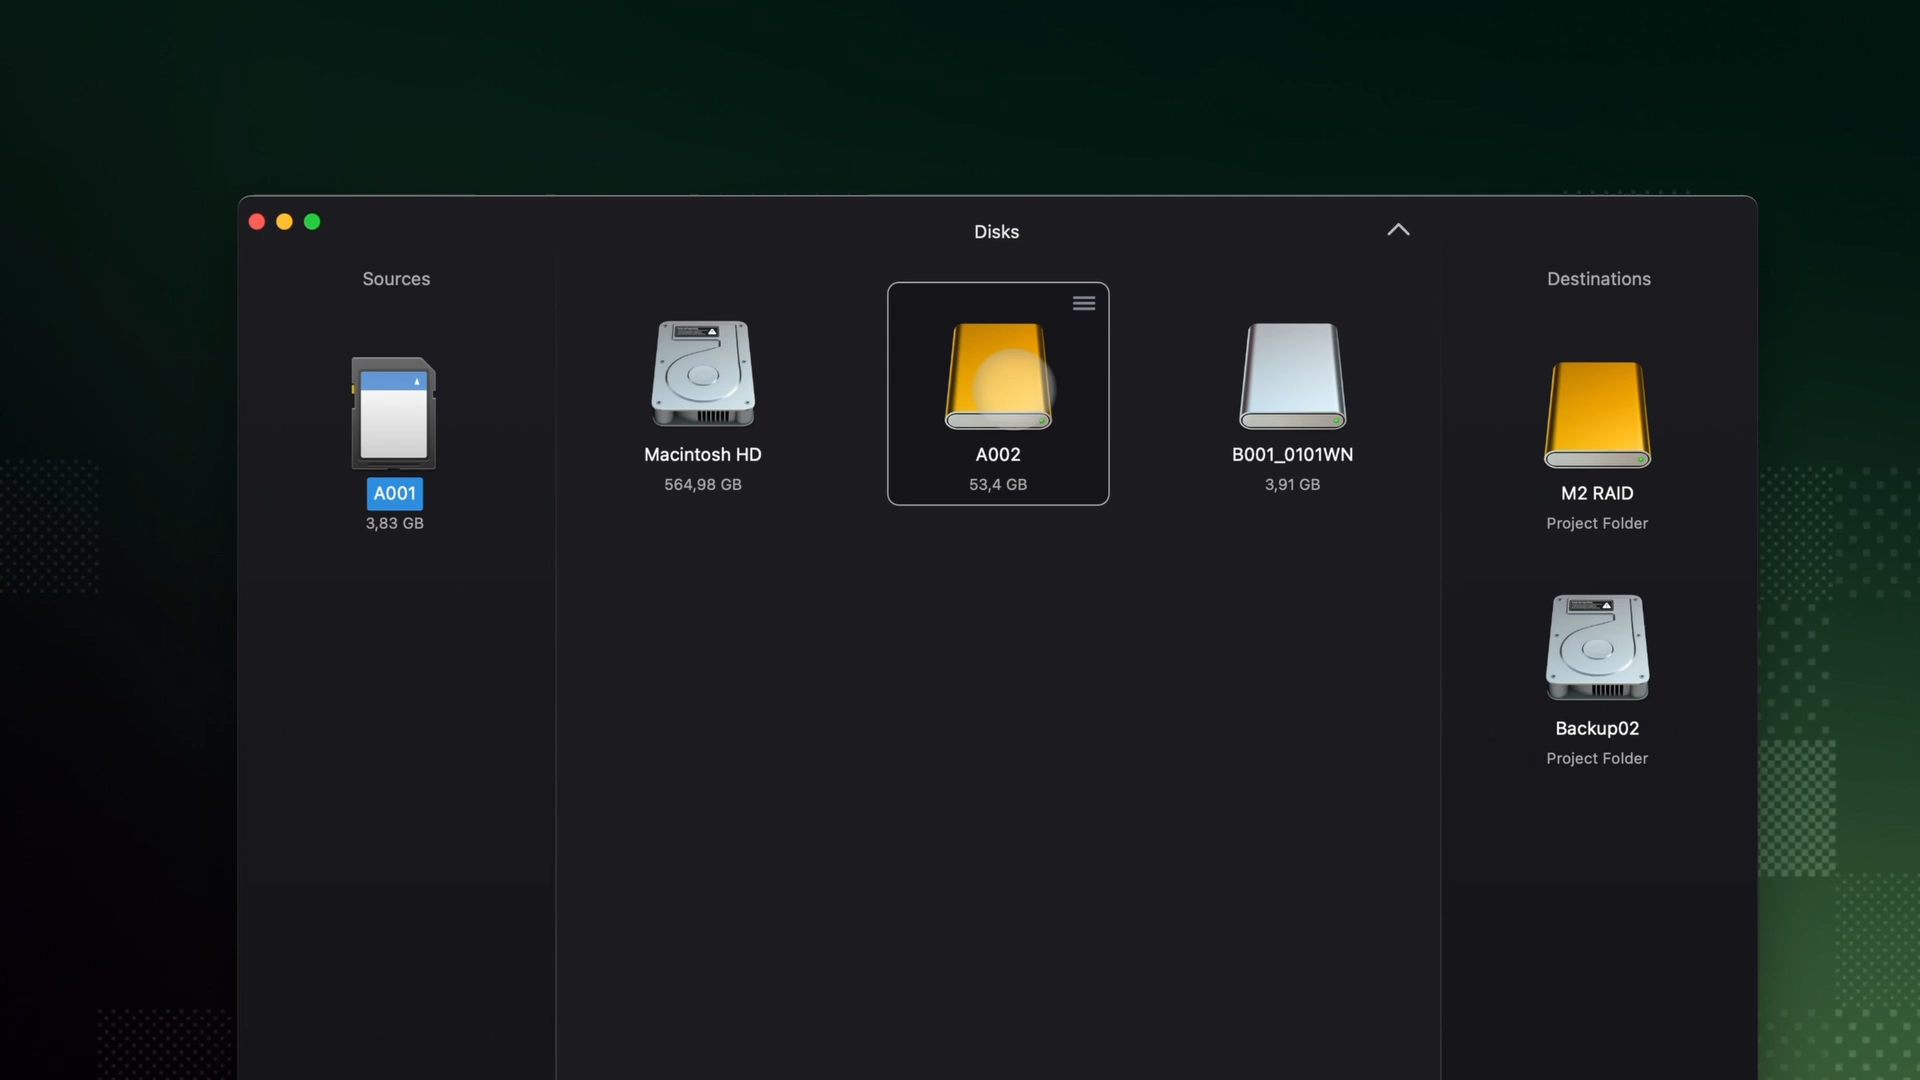 Disks
Sources
Destinations
Macintosh HD
564,98 GB
A002
53,4 GB
B001_0101WN
3,91 GB
A001
3,83 GB
M2 RAID
Project Folder
Backup02
Project Folder